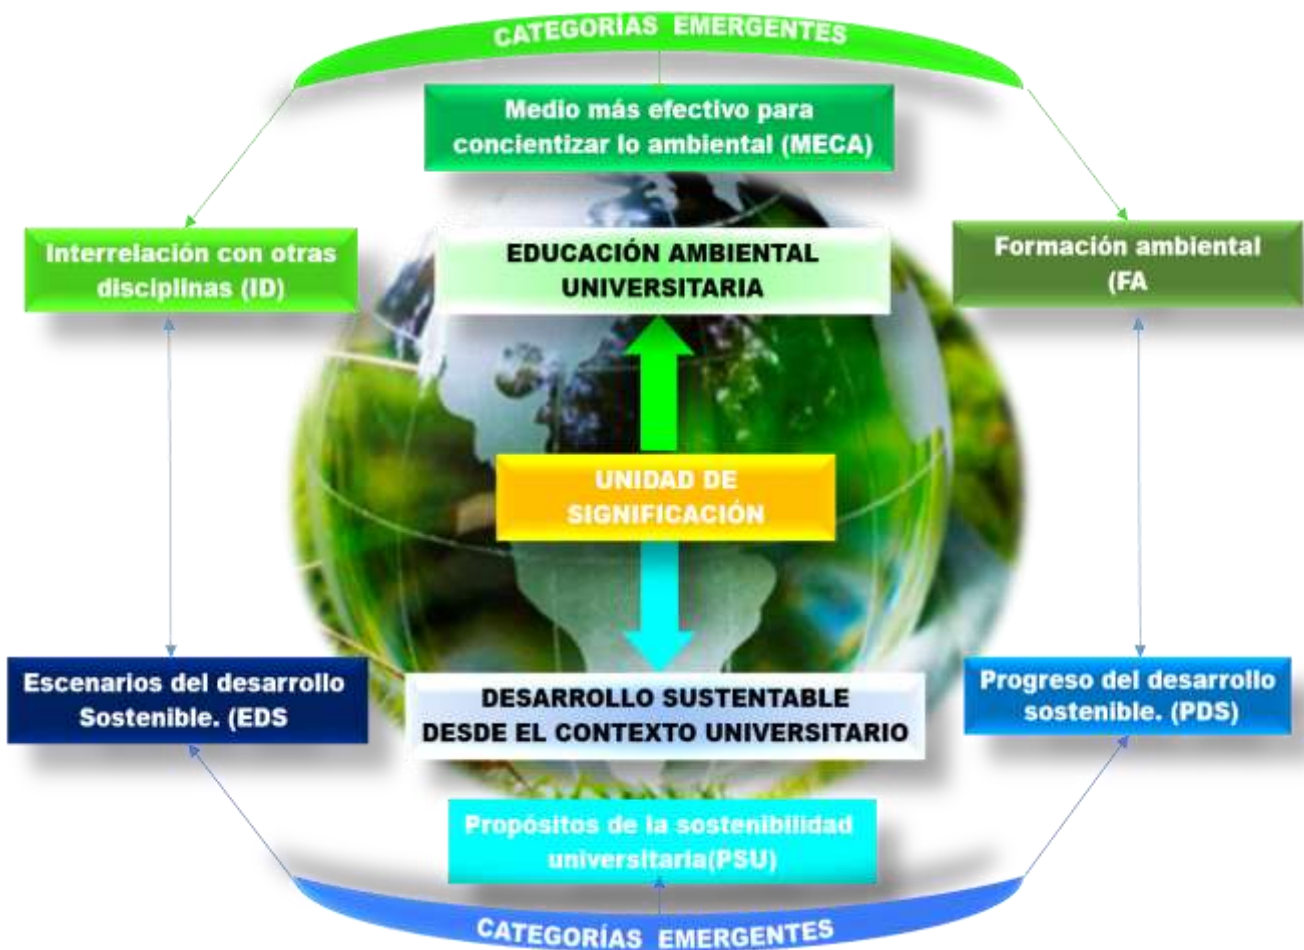 CATEGORÍAS EMERGENTES
Medio más efectivo para
concientizar lo ambiental (MECA)
Interrelación con otras
disciplinas (ID)
EDUCACIÓN AMBIENTAL
UNIVERSITARIA
Formación ambiental
(FA
UNIDAD DE
SIGNIFICACIÓN
Escenarios del desarrollo
Sostenible. (EDS
DESARROLLO SUSTENTABLE
DESDE EL CONTEXTO UNIVERSITARIO
Progreso del desarrollo
sostenible. (PDS)
Propósitos de la sostenibilidad
universitaria(PSU)
CATEGORÍAS EMERGENTES